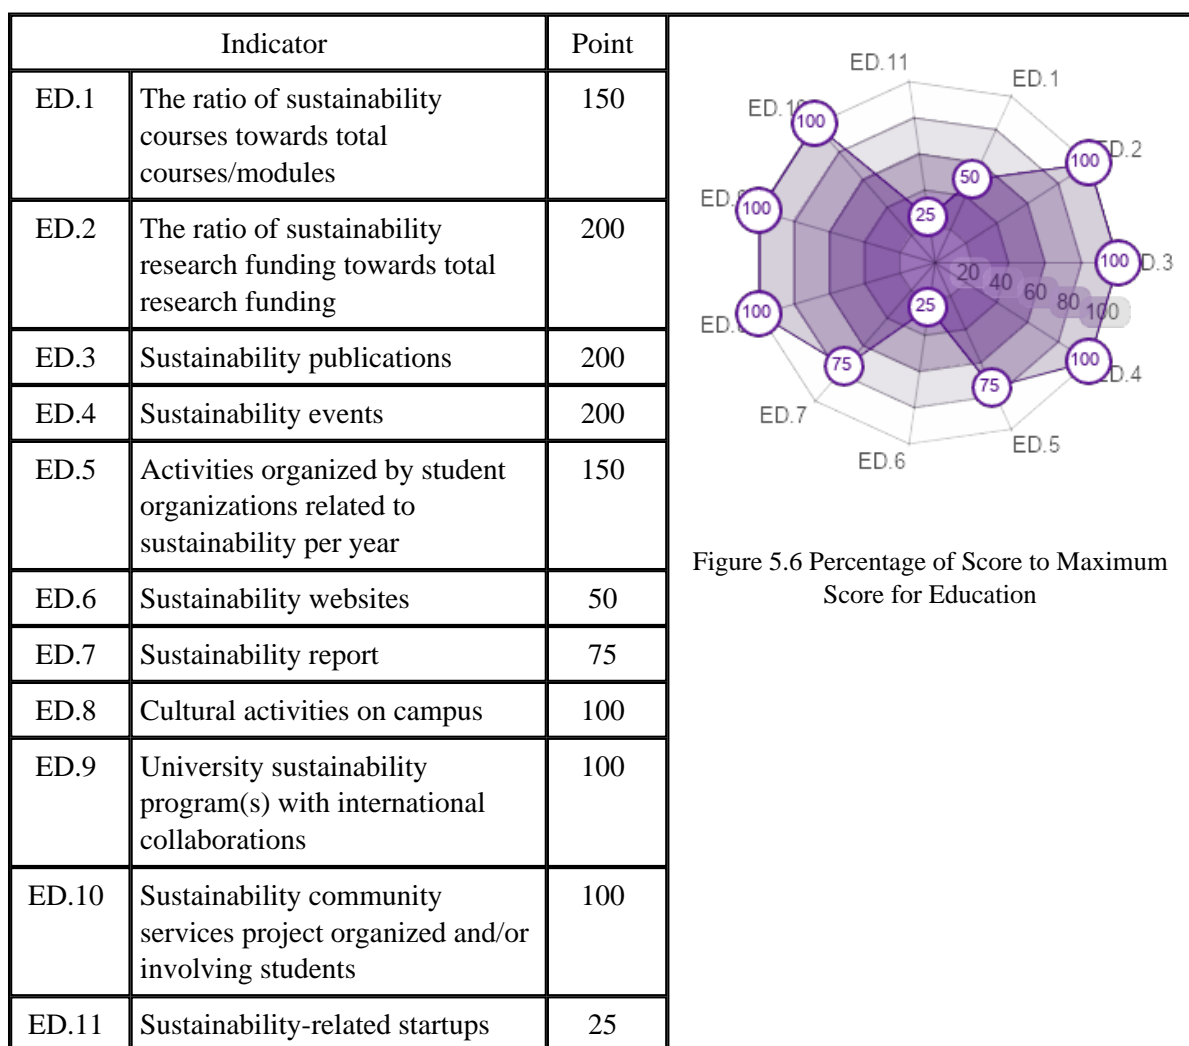 Indicator Point
ED.1 The ratio of sustainability 150
courses towards total
courses/modules
ED.2 The ratio of sustainability 200
research funding towards total
research funding
ED.3 Sustainability publications 200
ED.4 Sustainability events 200
ED.5 Activities organized by student 150
organizations related to
sustainability per year
ED.6 Sustainability websites 50
ED.7 Sustainability report 75
ED.8 Cultural activities on campus 100
ED.9 University sustainability 100
program(s) with international
collaborations
ED.10 Sustainability community 100
services project organized and/or
involving students
ED.11 Sustainability-related startups 25
ED.11
ED.1
100
100
100
50
25
100 D.3
20
40
60
80
100
100
25
75
75
100
ED.7
ED.6
ED.5
Figure 5.6 Percentage of Score to Maximum
Score for Education